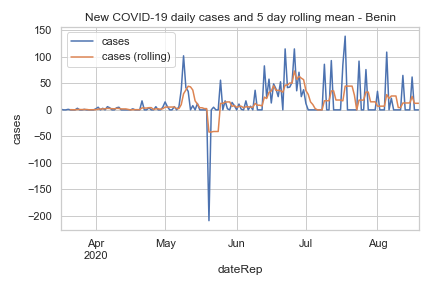 New COVID-19 daily cases and 5 day rolling mean - Benin
cases
cases (rolling)
150
100
50
0
−50
−100
−150
−200
cases
Apr
2020
May
Jun
Jul
Aug
dateRep